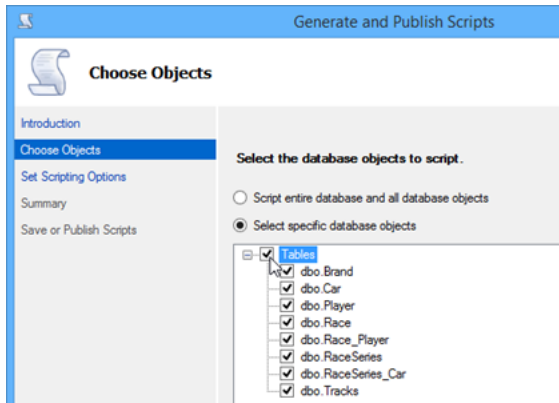 Generate and Publish Scripts
Choose Objects
Introduction
Choose Objects
Set Scripting Options
Summary
Save or Publish Scripts
Select the database objects to script.
Script entire database and all database objects
Select specific database objects
Tables
dbo.Brand
dbo.Car
dbo.Player
dbo.Race
dbo.Race_Player
dbo.RaceSeries
dbo.RaceSeries_Car
dbo.Tracks